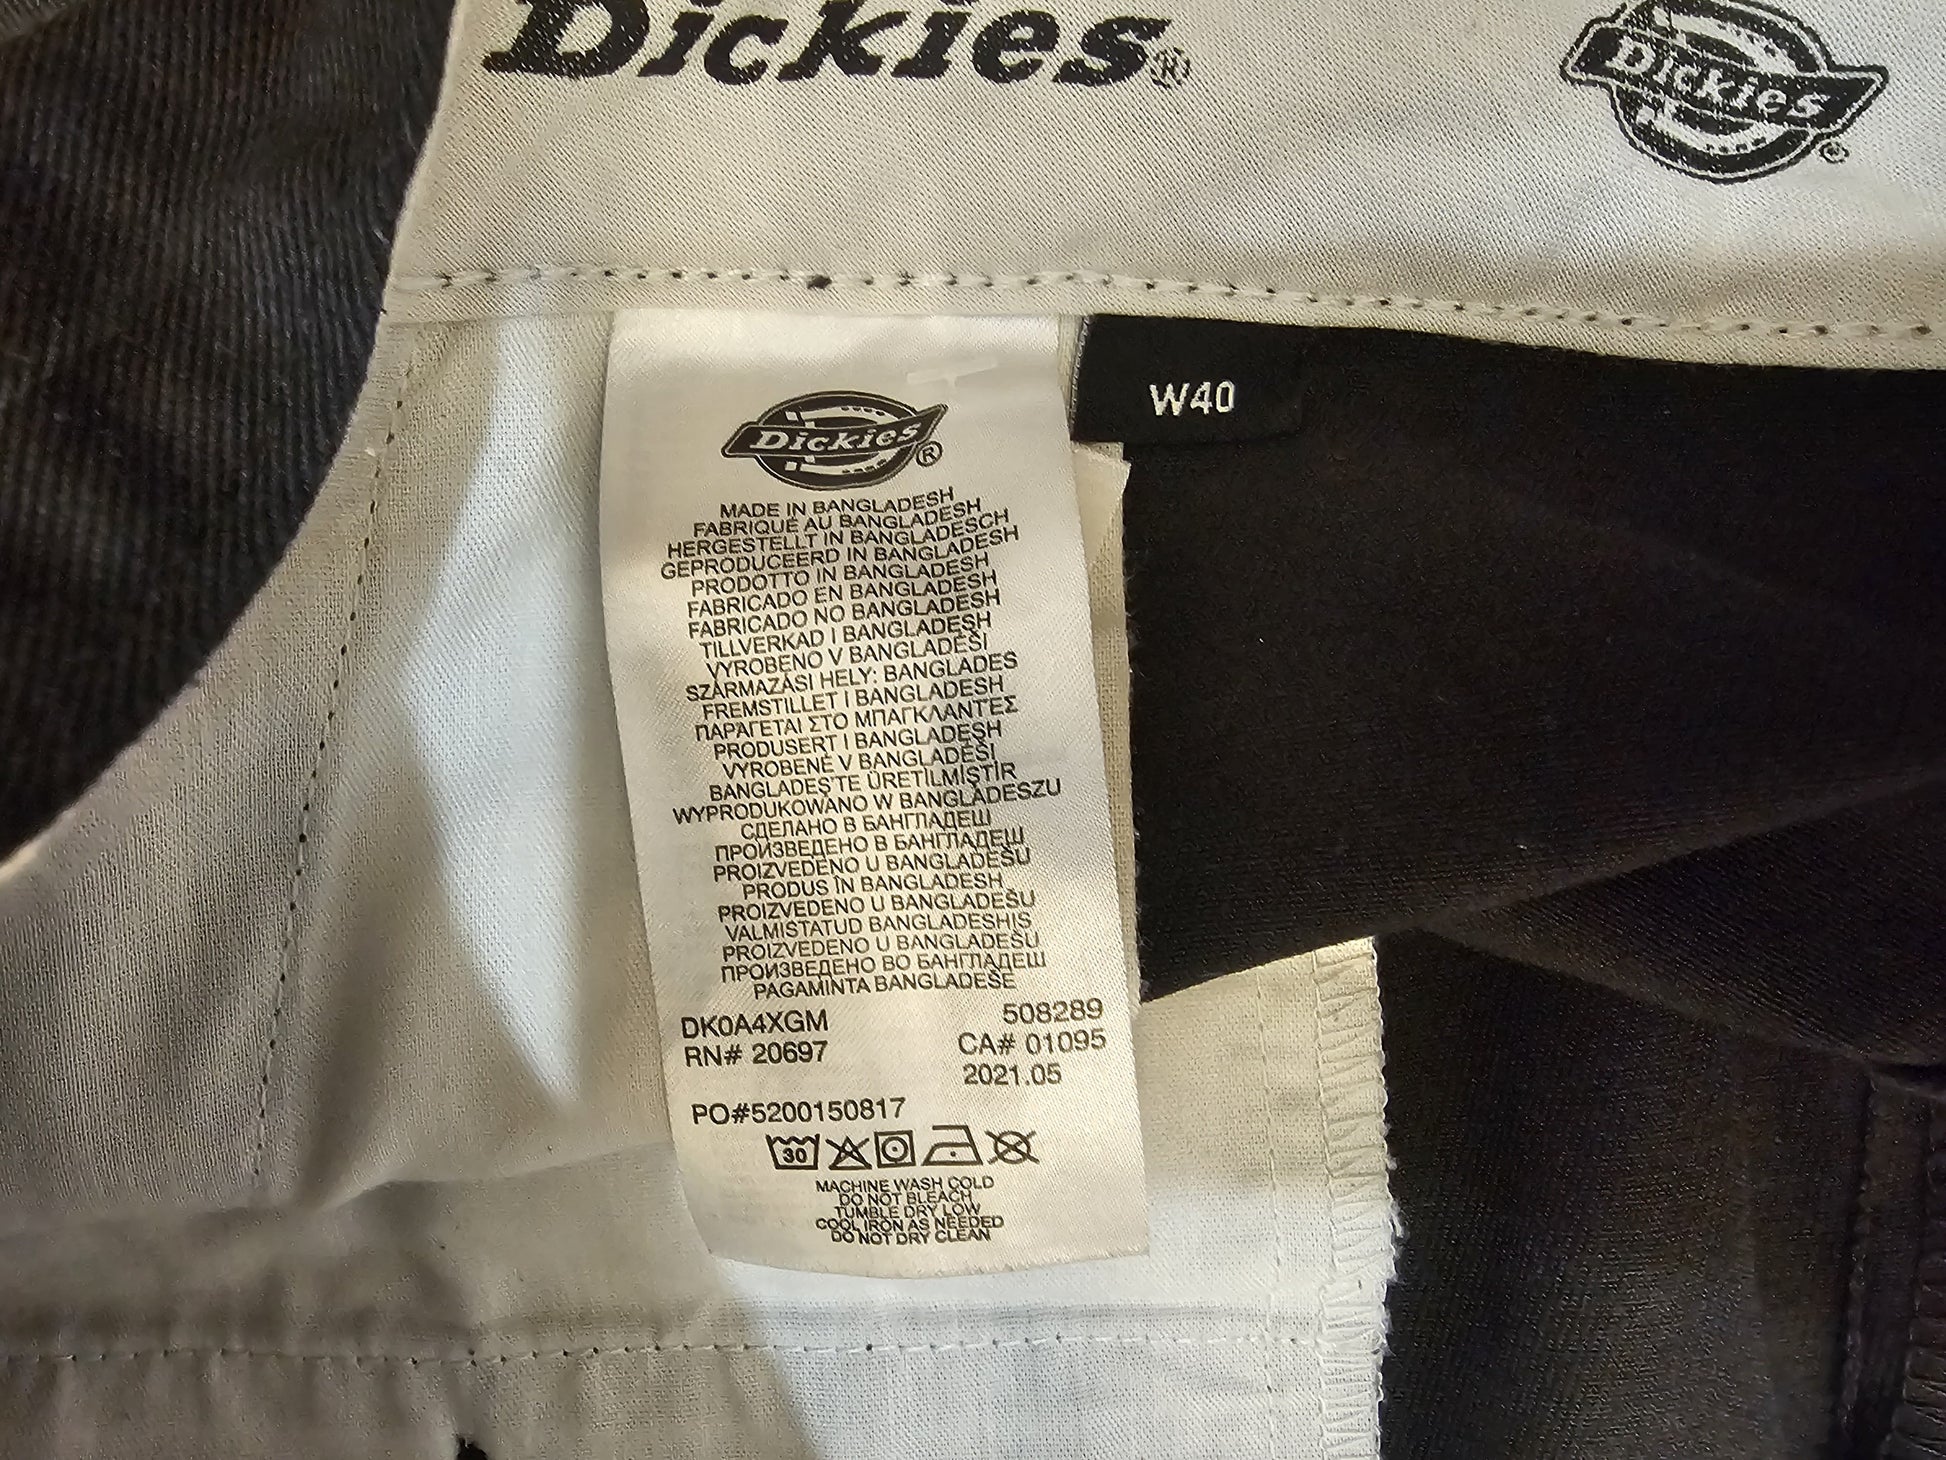 Dickies®
Dickies®
W40
Dickies®
MADE IN BANGLADESH
FABRIQUÉ AU BANGLADESH
HERGESTELLT IN BANGLADESCH
GEPRODUCEERD IN BANGLADESH
PRODOTTO IN BANGLADESH
FABRICADO EN BANGLADESH
FABRICADO NO BANGLADESH
TILLVERKAD I BANGLADESH
VYROBENO V BANGLADÉŠI
SZÁRMAZÁSI HELY: BANGLADES
FREMSTILLET I BANGLADESH
ΠΑΡΑΓΕΤΑΙ ΣΤΟ ΜΠΑΓΚΛΑΝΤΕΣ
PRODUSERT I BANGLADESH
VYROBENÉ V BANGLADÉŠI
BANGLADEŞ'TE ÜRETİLMİŞTİR
WYPRODUKOWANO W BANGLADESZU
СДЕЛАНО В БАНГЛАДЕШ
ПРОИЗВЕДЕНО В БАНГЛАДЕШ
PROIZVEDENO U BANGLADEŠU
PRODUS ÎN BANGLADESH
PROIZVEDENO U BANGLADEŠU
VALMISTATUD BANGLADESHIS
PROIZVEDENO U BANGLADEŠU
ПРОИЗВЕДЕНО ВО БАНГЛАДЕШ
PAGAMINTA BANGLADEŠE
DK0A4XGM 508289
RN# 20697 CA# 01095
2021.05
PO#5200150817
30
MACHINE WASH COLD
DO NOT BLEACH
TUMBLE DRY LOW
COOL IRON AS NEEDED
DO NOT DRY CLEAN